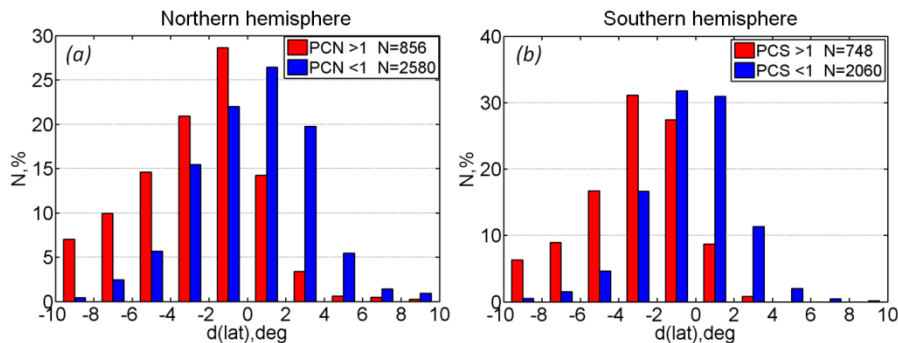 Northern hemisphere
(a)
PCN >1 N=856
PCN <1 N=2580
N,%
30
25
20
15
10
5
0
-10 -8 -6 -4 -2 0 2 4 6 8 10
d(lat),deg
Southern hemisphere
(b)
PCS >1 N=748
PCS <1 N=2060
N,%
40
30
20
10
0
-10 -8 -6 -4 -2 0 2 4 6 8 10
d(lat),deg